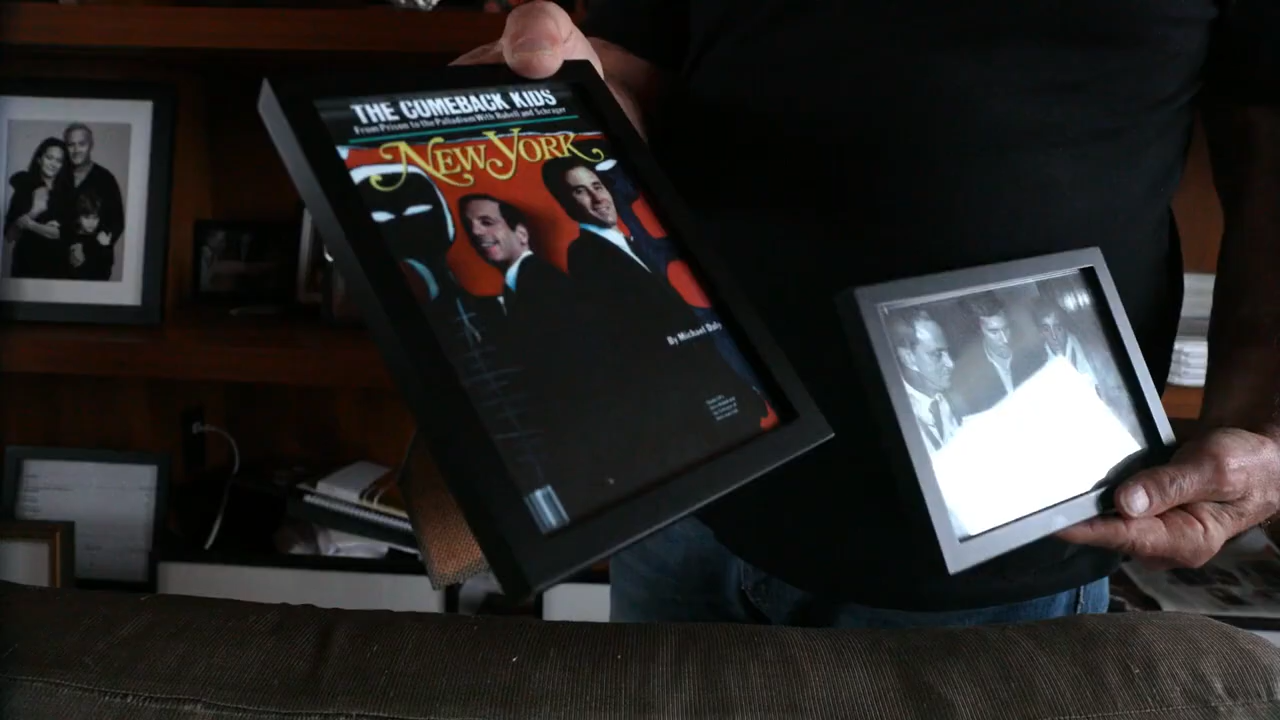 THE COMEBACK KIDS
From Prison to the Palladium With Rubell and Schrager
NEW YORK
By Michael Daly